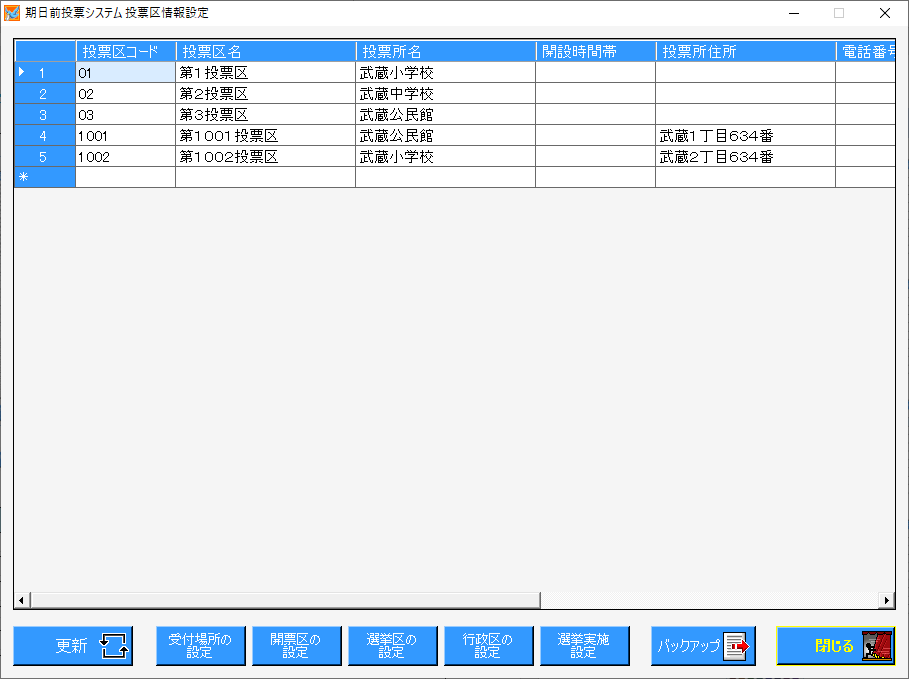 期日前投票システム 投票区情報設定
投票区コード 投票区名 投票所名 開設時間帯 投票所住所 電話番号
1 01 第1投票区 武蔵小学校
2 02 第2投票区 武蔵中学校
3 03 第3投票区 武蔵公民館
4 1001 第1001投票区 武蔵公民館 武蔵1丁目634番
5 1002 第1002投票区 武蔵小学校 武蔵2丁目634番
*
更新 受付場所の設定 開票区の設定 選挙区の設定 行政区の設定 選挙実施設定 バックアップ 閉じる